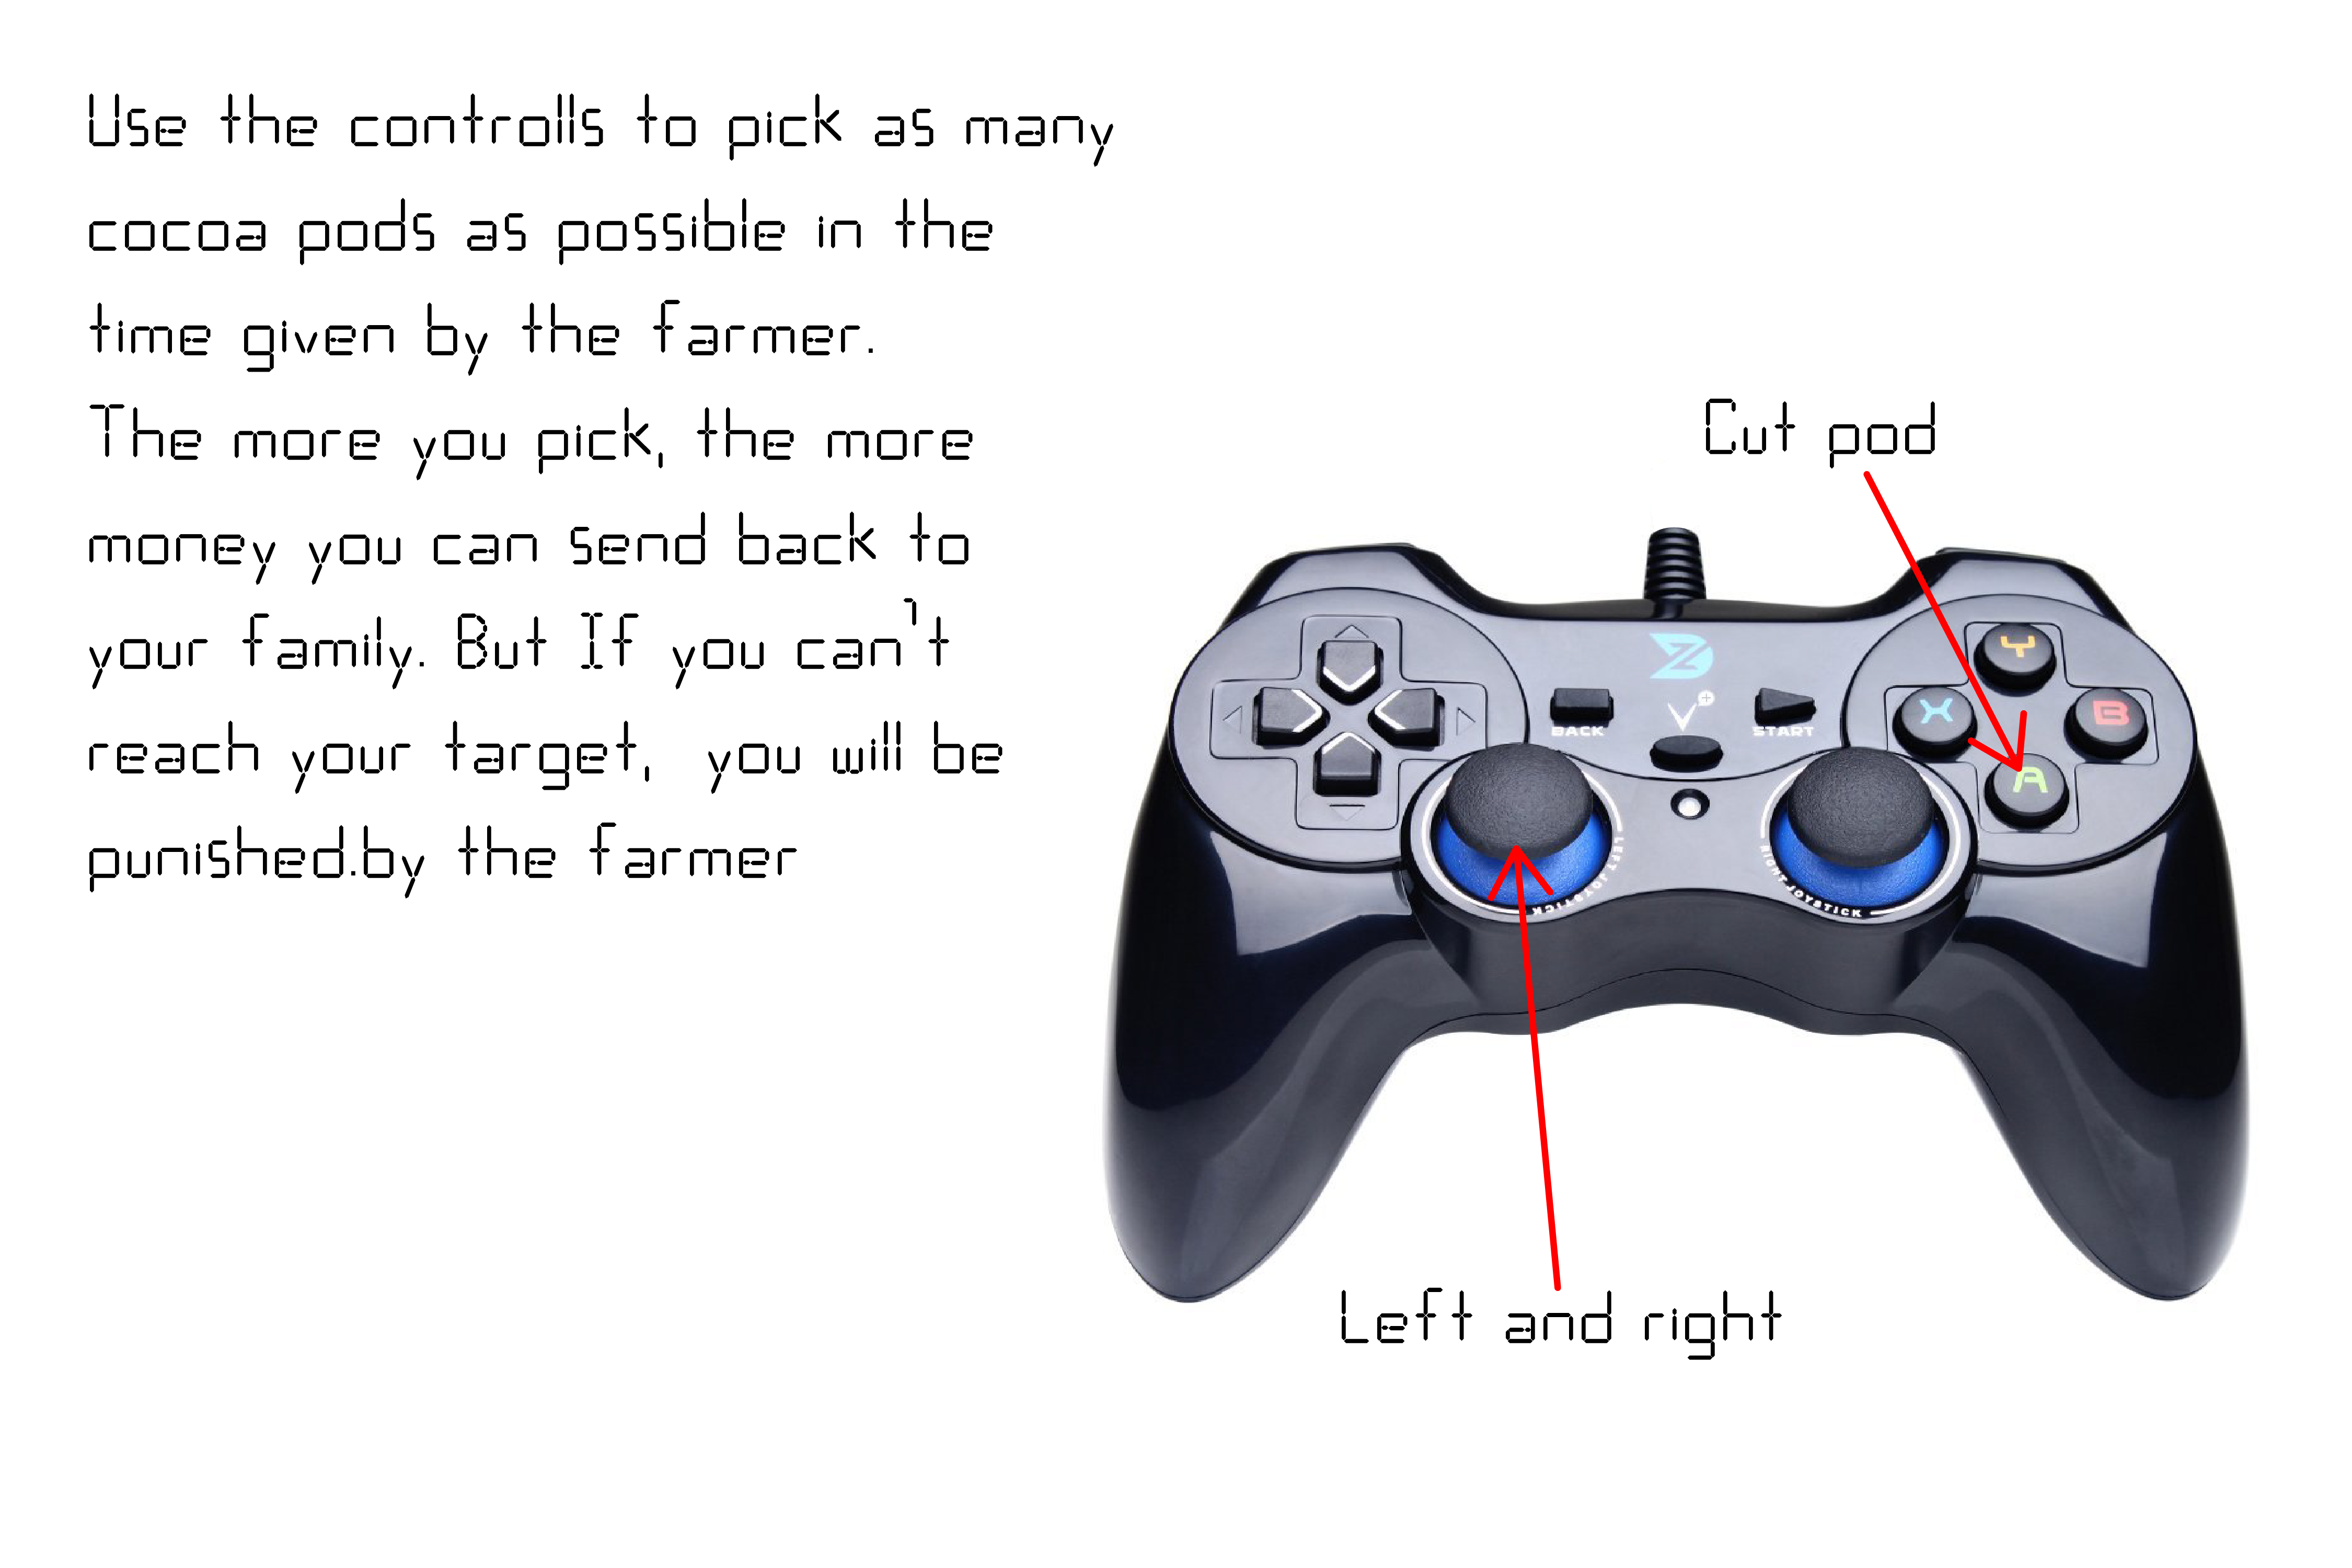 Use the controlls to pick as many
cocoa pods as possible in the
time given by the farmer.
The more you pick, the more
money you can send back to
your family. But If you can't
reach your target,  you will be
punished.by the farmer
Cut pod
Y
X
B
A
BACK
START
LEFT JOYSTICK
RIGHT JOYSTICK
Left and right